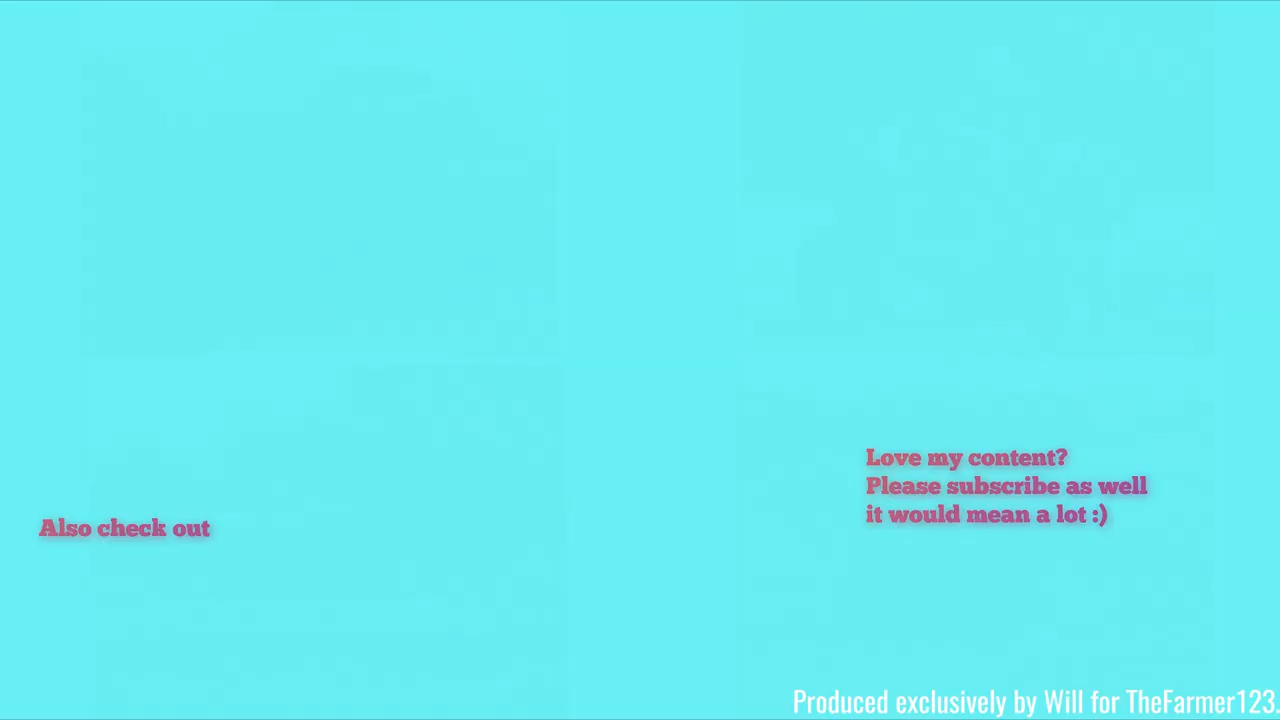 Love my content?
Please subscribe as well
it would mean a lot :)
Also check out
Produced exclusively by Will for TheFarmer123.